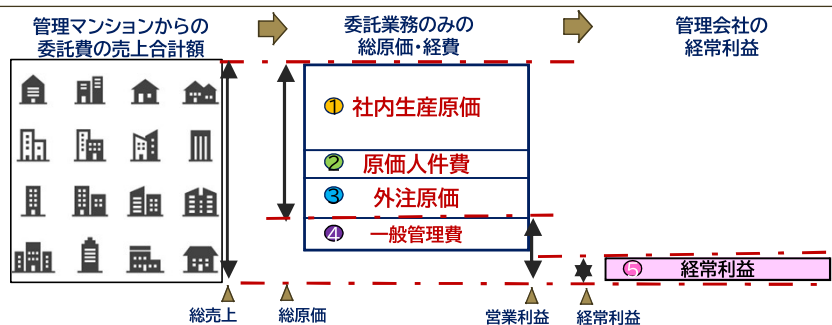 管理マンションからの
委託費の売上合計額
委託業務のみの
総原価・経費
管理会社の
経常利益
① 社内生産原価
② 原価人件費
③ 外注原価
④ 一般管理費
⑤ 経常利益
総売上
総原価
営業利益
経常利益